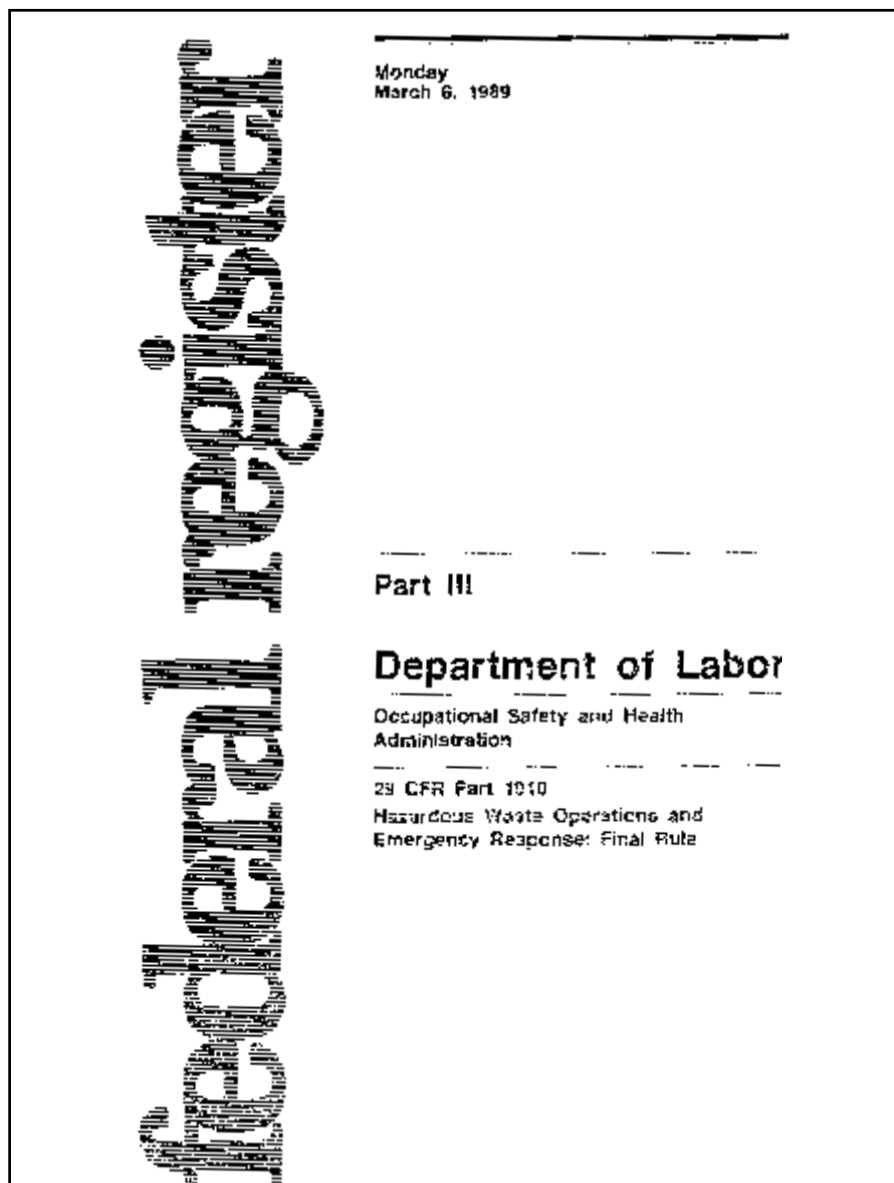 federal register
Monday
March 6, 1989
Part III
Department of Labor
Occupational Safety and Health
Administration
29 CFR Part 1910
Hazardous Waste Operations and
Emergency Response; Final Rule